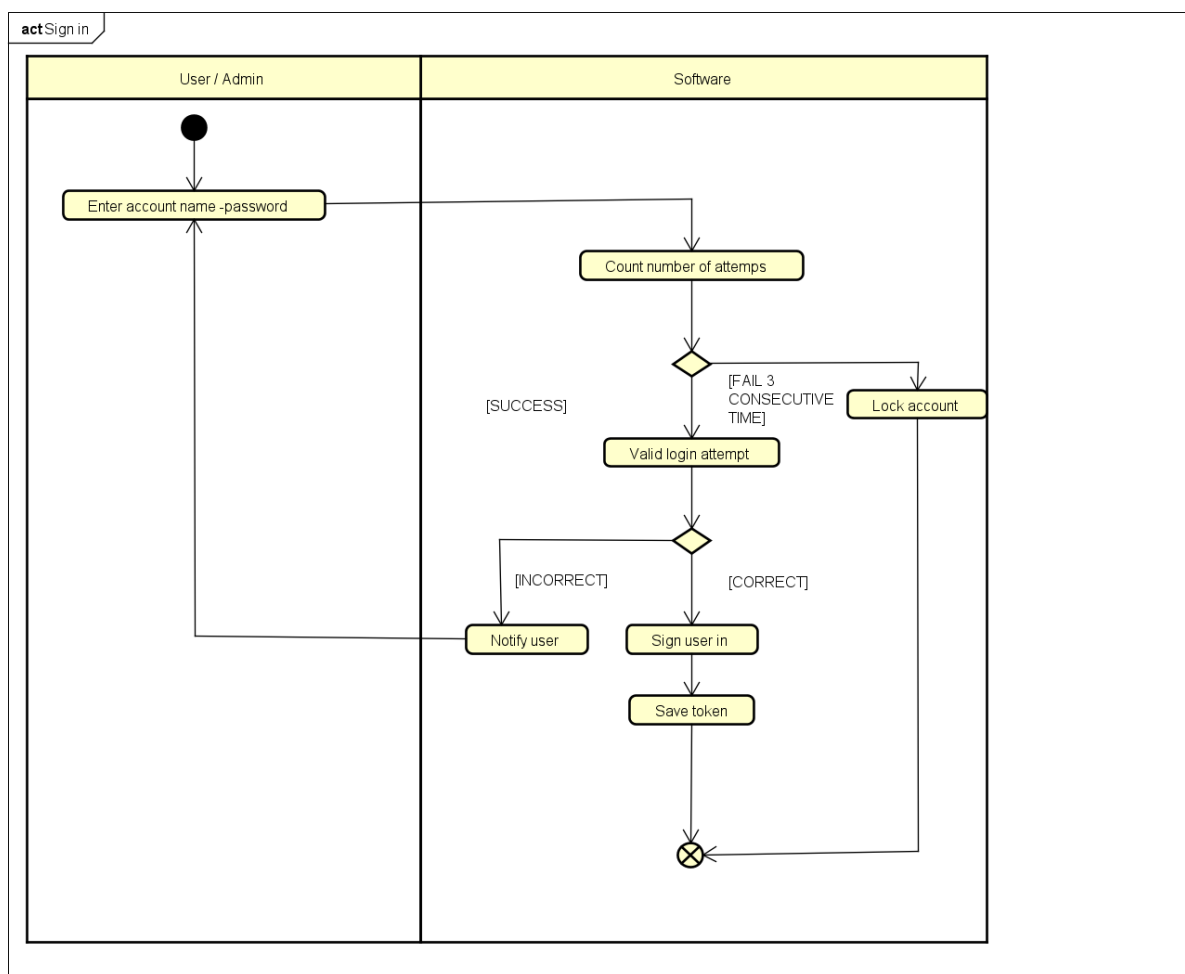 act Sign in
User / Admin
Software
Enter account name -password
Count number of attemps
[FAIL 3
CONSECUTIVE
TIME]
[SUCCESS]
Lock account
Valid login attempt
[INCORRECT]
[CORRECT]
Notify user
Sign user in
Save token